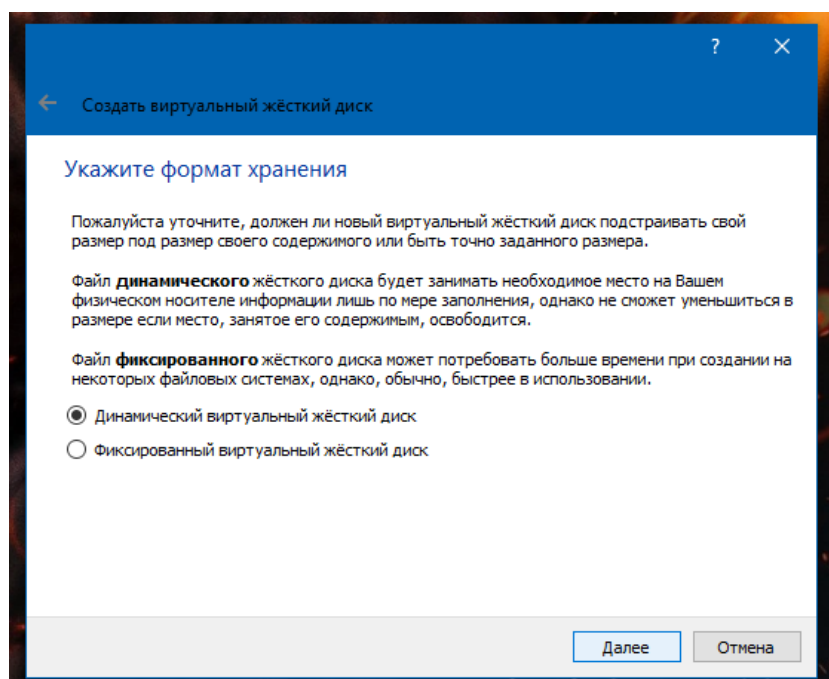 ?
Создать виртуальный жёсткий диск
Укажите формат хранения
Пожалуйста уточните, должен ли новый виртуальный жёсткий диск подстраивать свой
размер под размер своего содержимого или быть точно заданного размера.
Файл динамического жёсткого диска будет занимать необходимое место на Вашем
физическом носителе информации лишь по мере заполнения, однако не сможет уменьшиться в
размере если место, занятое его содержимым, освободится.
Файл фиксированного жёсткого диска может потребовать больше времени при создании на
некоторых файловых системах, однако, обычно, быстрее в использовании.
Динамический виртуальный жёсткий диск
Фиксированный виртуальный жёсткий диск
Далее Отмена